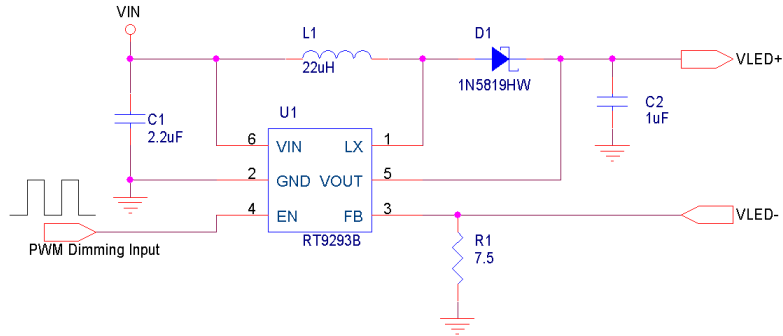 VIN
L1
22uH
D1
1N5819HW
VLED+
C1
2.2uF
C2
1uF
U1
6 VIN LX 1
2 GND VOUT 5
4 EN FB 3
RT9293B
PWM Dimming Input
VLED-
R1
7.5